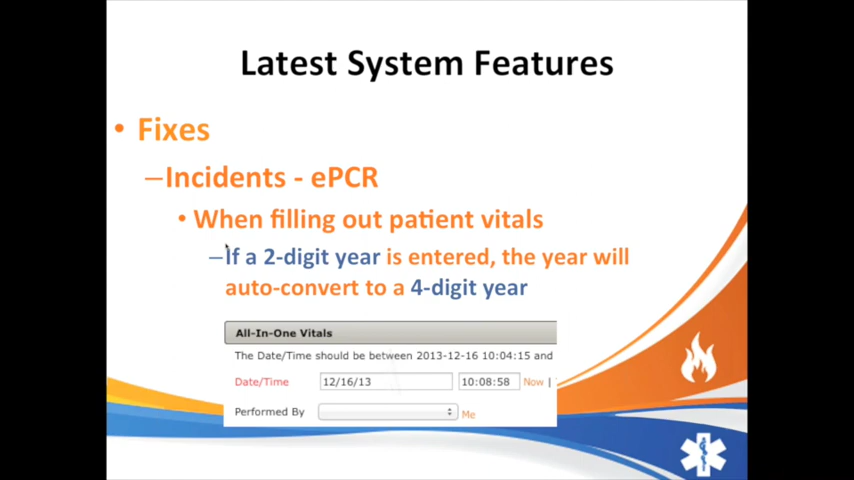 Latest System Features
• Fixes
–Incidents - ePCR
• When filling out patient vitals
–If a 2-digit year is entered, the year will
auto-convert to a 4-digit year
All-In-One Vitals
The Date/Time should be between 2013-12-16 10:04:15 and
Date/Time 12/16/13 10:08:58 Now |
Performed By Me